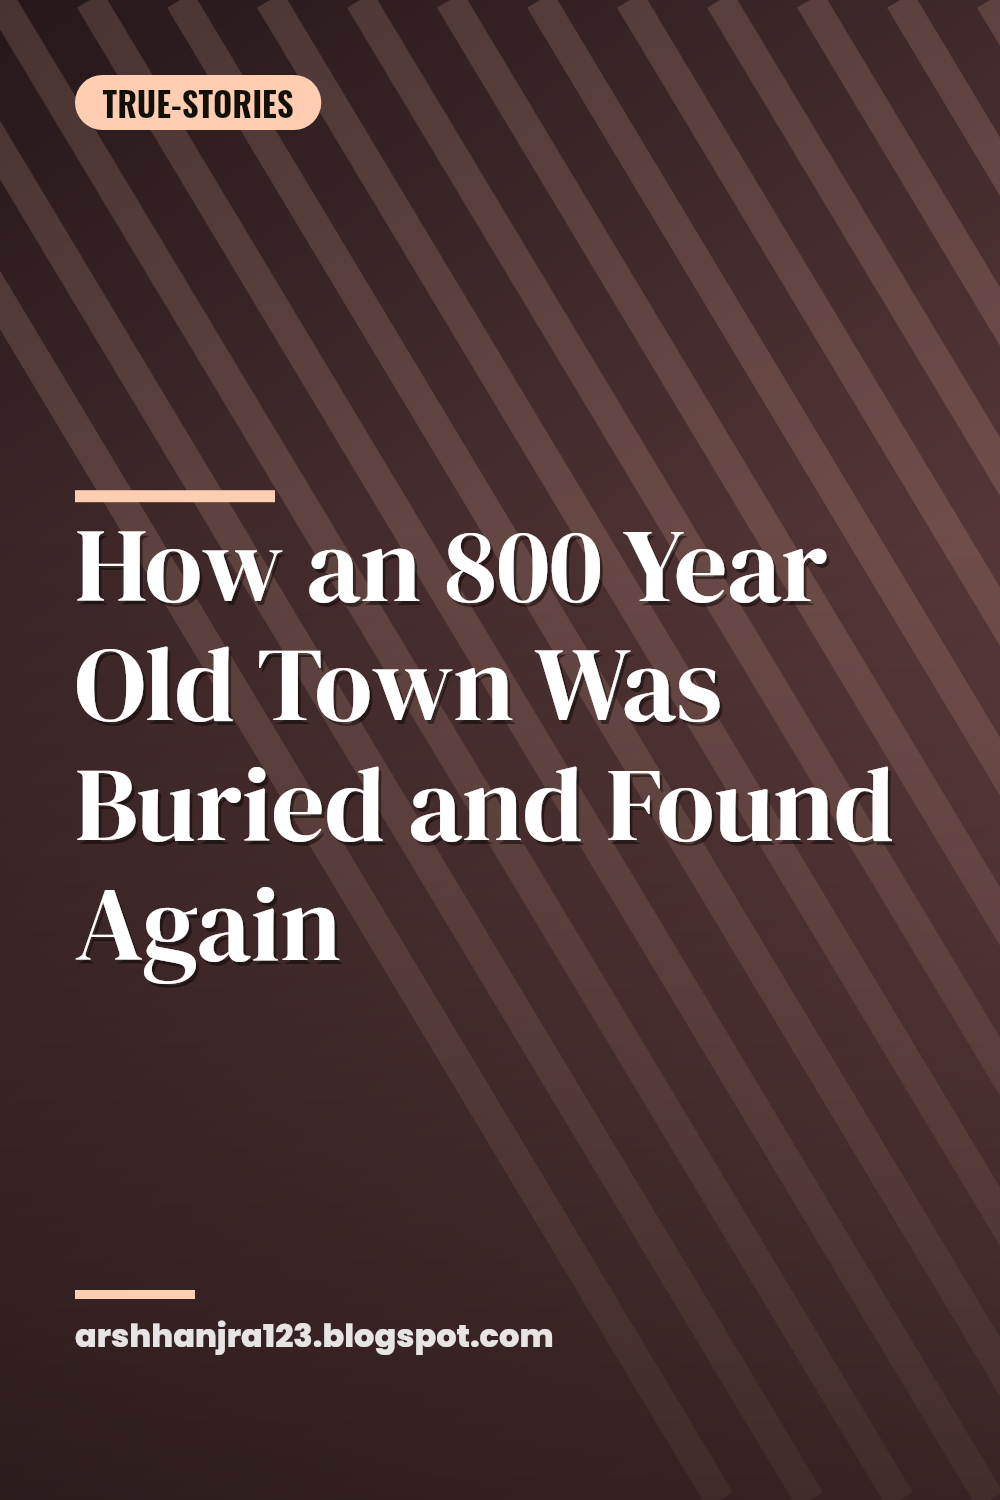 TRUE-STORIES
How an 800 Year
Old Town Was
Buried and Found
Again
arshhanjra123.blogspot.com